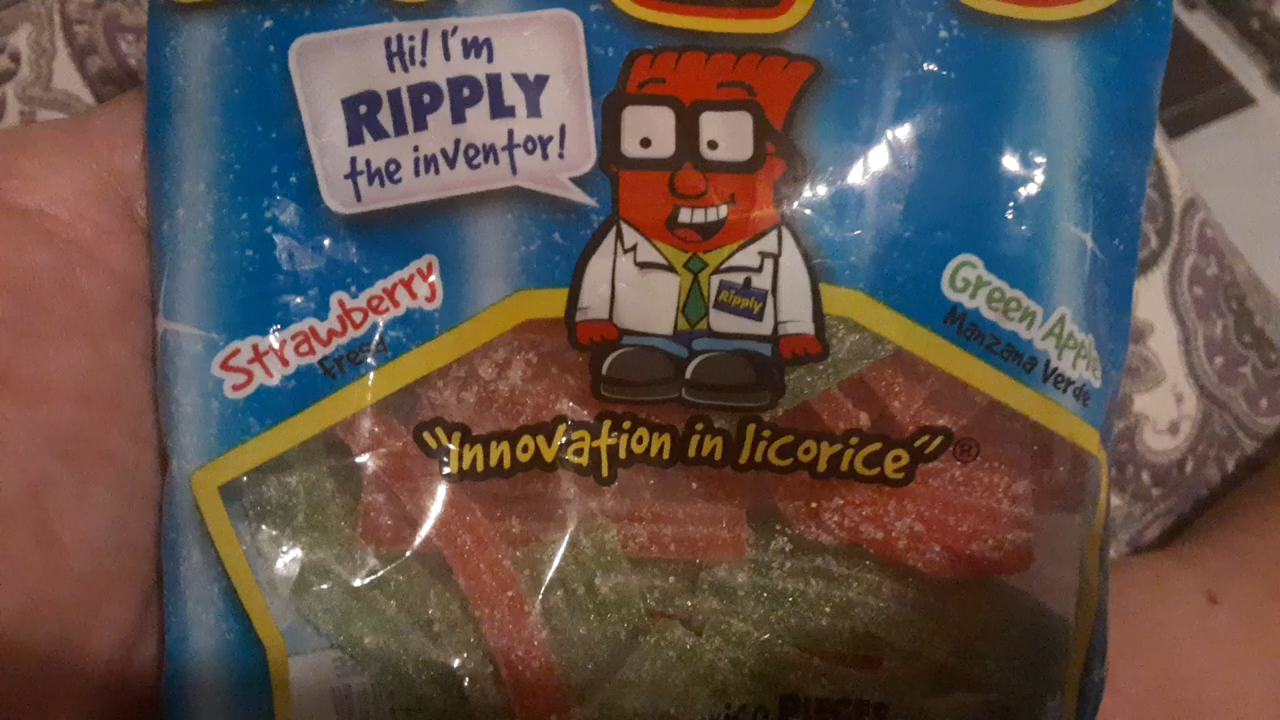 Hi! I'm
RIPPLY
the inventor!
Ripply
Strawberry
Fresa
Green Apple
Manzana Verde
"Innovation in licorice"®
PIECES